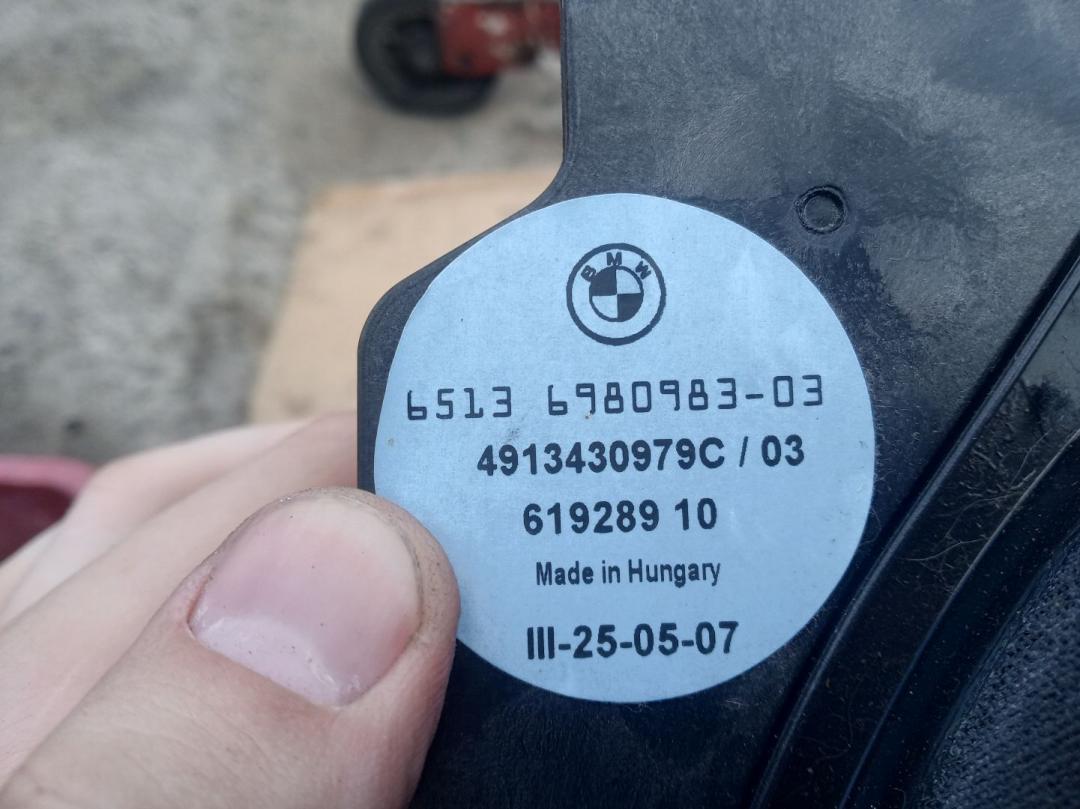 BMW
6513 6980983-03
4913430979C / 03
619289 10
Made in Hungary
III-25-05-07